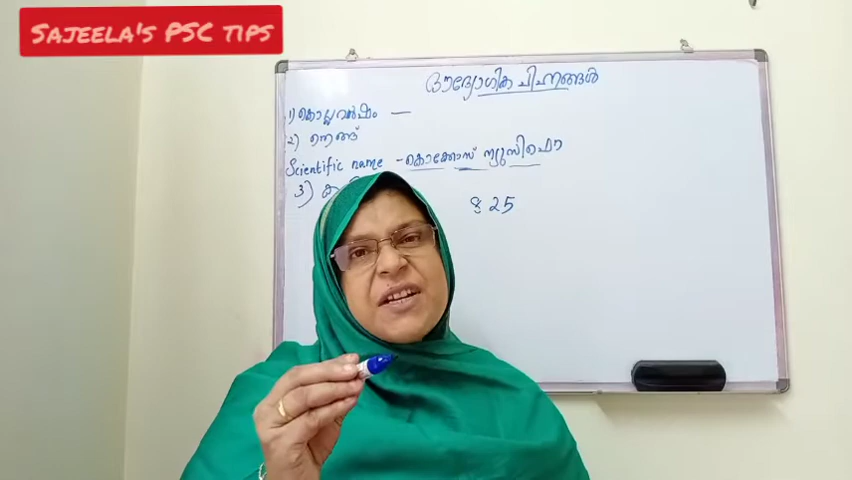 SAJEELA'S PSC TIPS
ഔദ്യോഗിക ചിഹ്നങ്ങൾ
1) കൊല്ലവർഷം —
2) തെങ്ങ്
Scientific name - കൊക്കോസ് ന്യൂസിഫെറ
3) ക
825